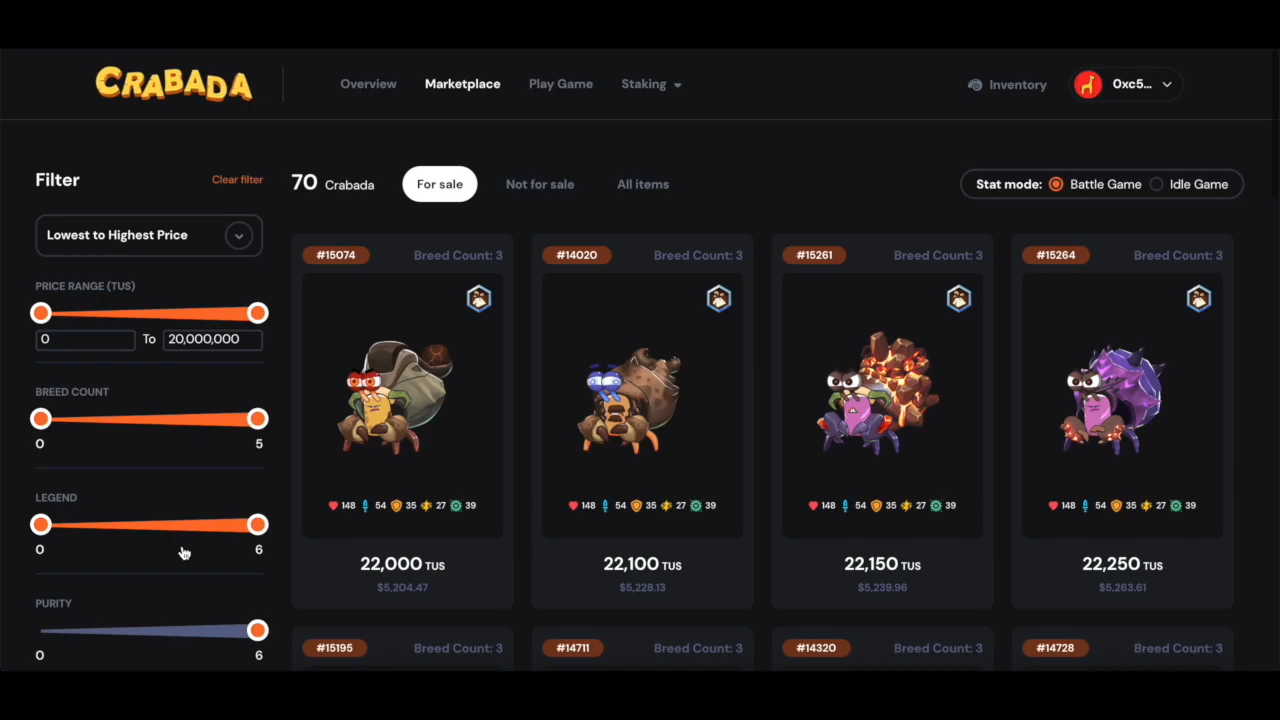 CRABADA
Overview Marketplace Play Game Staking
Inventory 0xc5...
Filter Clear filter
Lowest to Highest Price
PRICE RANGE (TUS)
0 To 20,000,000
BREED COUNT
0 5
LEGEND
0 6
PURITY
0 6
70 Crabada For sale Not for sale All items
Stat mode: Battle Game Idle Game
#15074 Breed Count: 3
148 54 35 27 39
22,000 TUS
$5,204.47
#14020 Breed Count: 3
148 54 35 27 39
22,100 TUS
$5,228.13
#15261 Breed Count: 3
148 54 35 27 39
22,150 TUS
$5,239.96
#15264 Breed Count: 3
148 54 35 27 39
22,250 TUS
$5,263.61
#15195 Breed Count: 3
#14711 Breed Count: 3
#14320 Breed Count: 3
#14728 Breed Count: 3